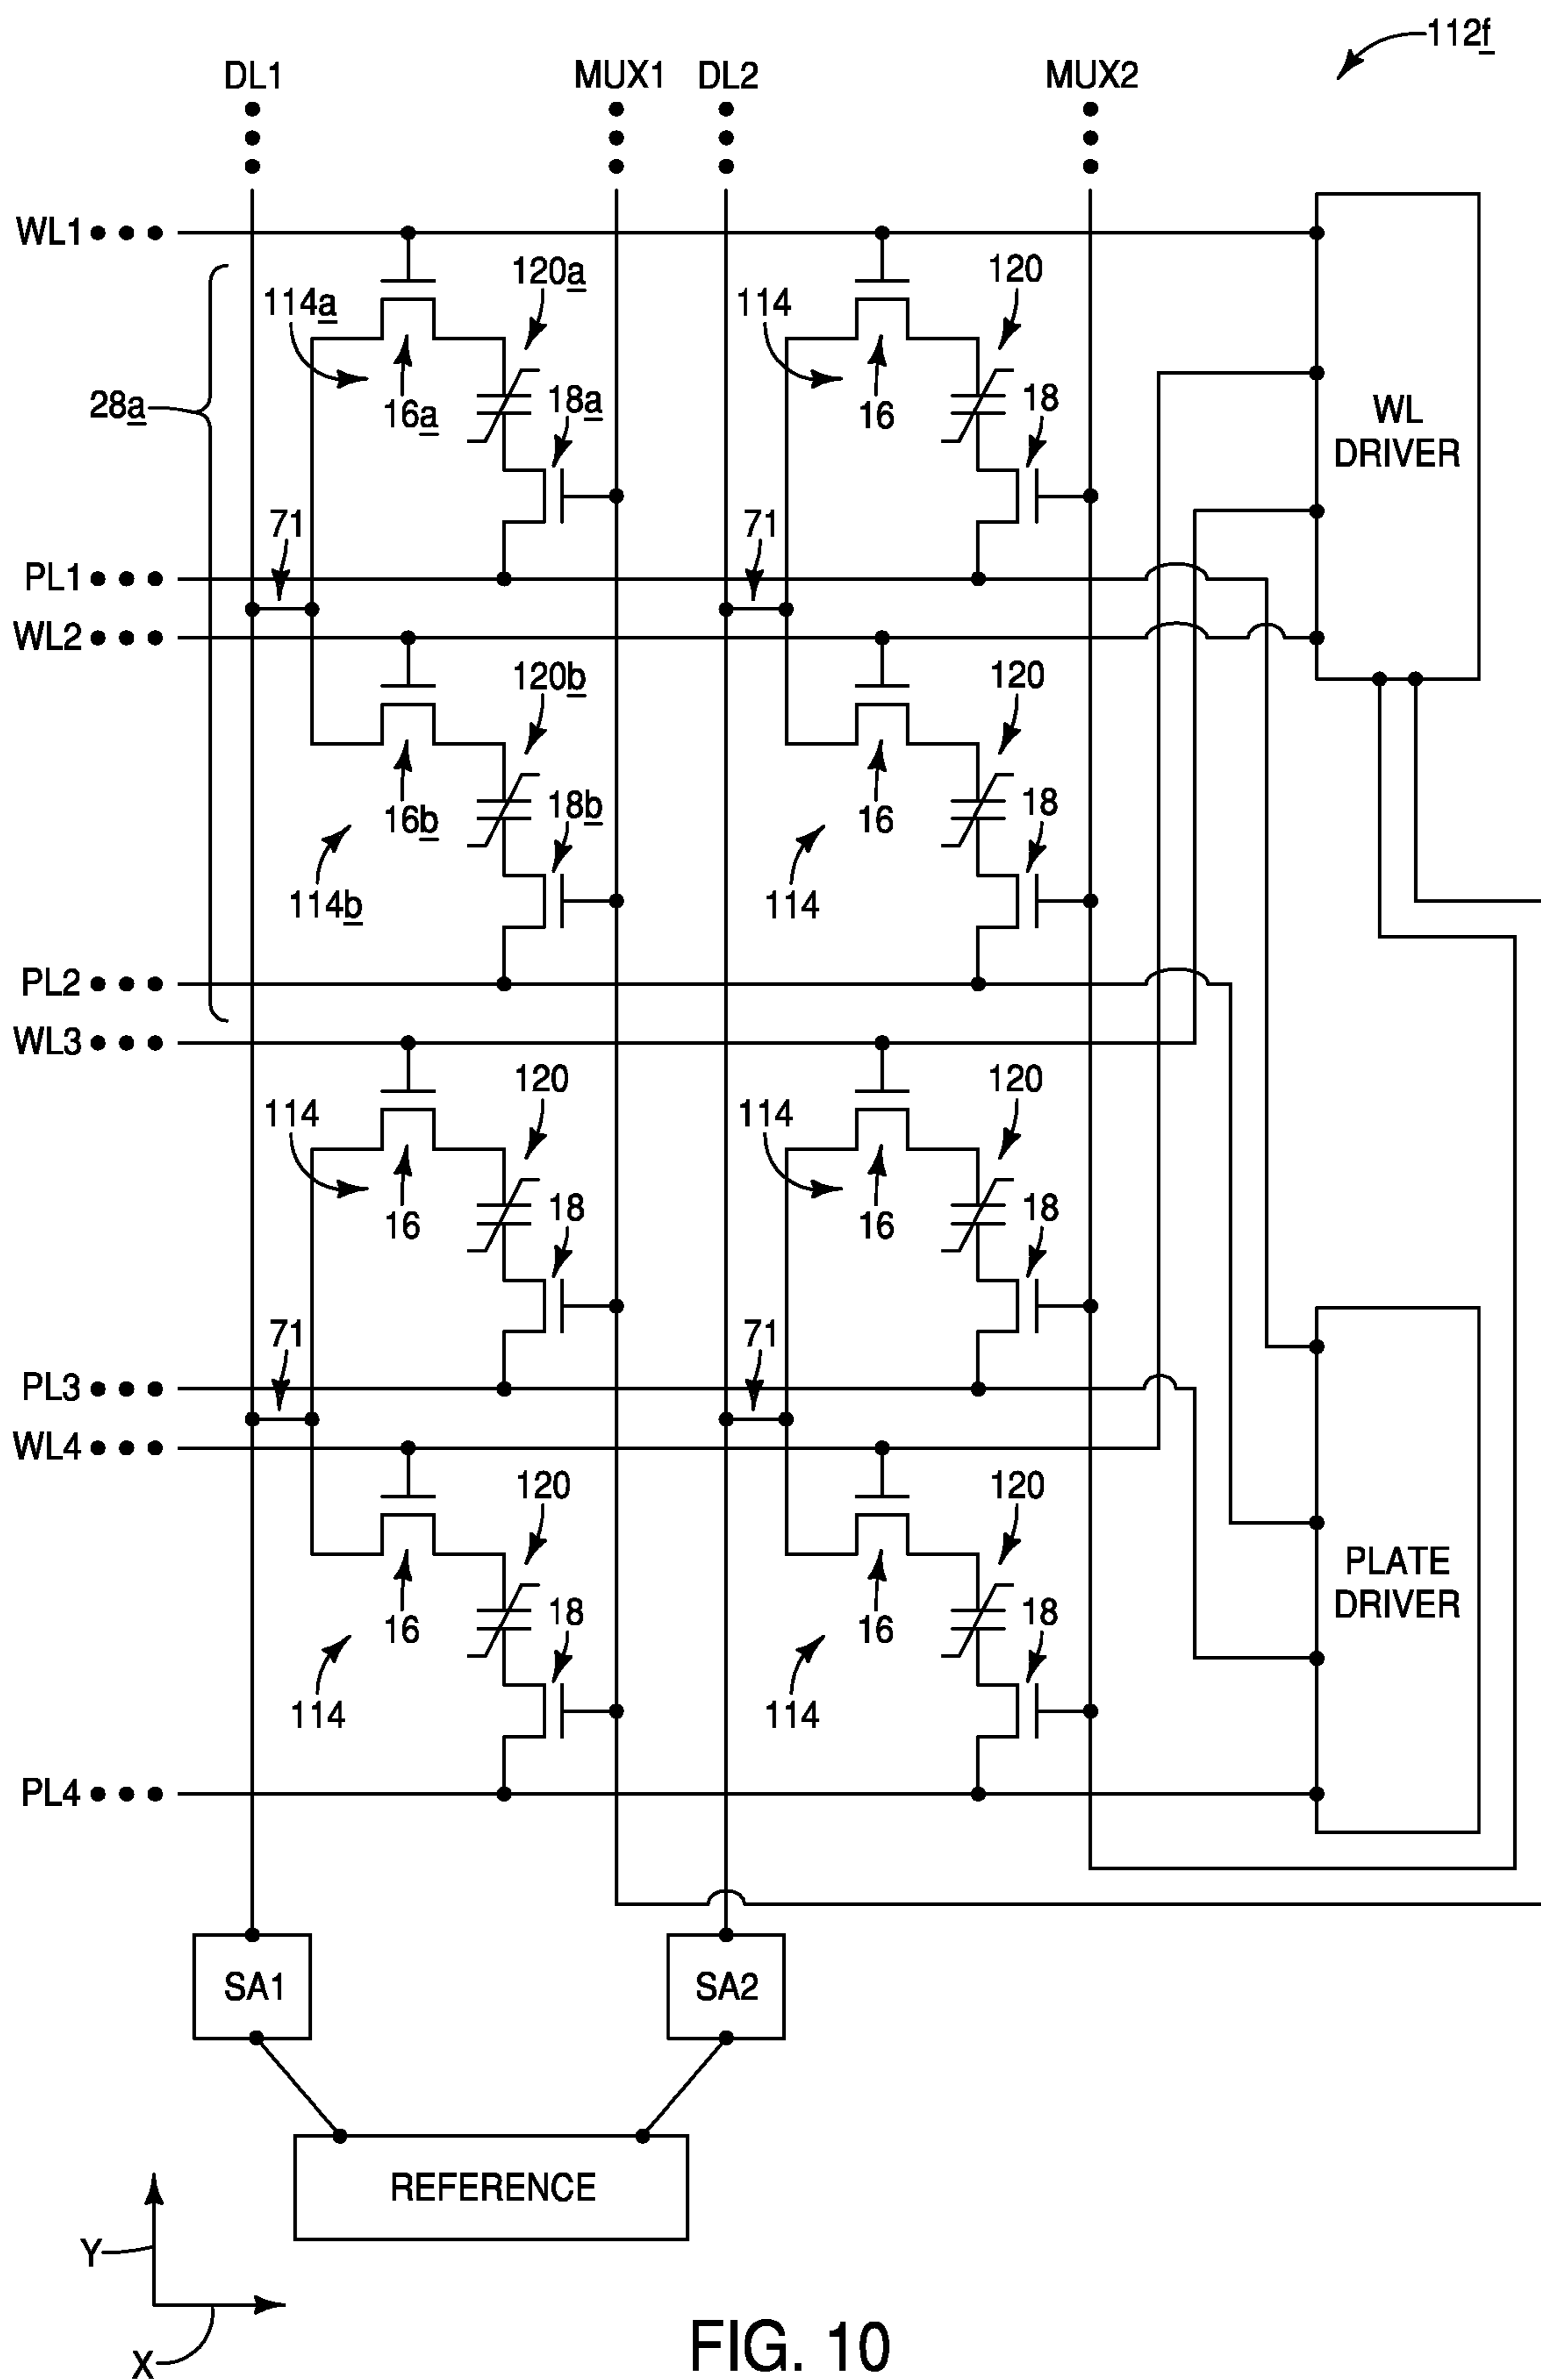 112f
DL1 MUX1 DL2 MUX2
WL1
120a 120
114a 114
28a 16a 18a 16 18
WL DRIVER
71 71
PL1
WL2
120b 120
16b 18b 16 18
114b 114
PL2
WL3
120 120
114 114
16 18 16 18
71 71
PL3
WL4
120 120
PLATE DRIVER
16 18 16 18
114 114
PL4
SA1 SA2
REFERENCE
Y
X
FIG. 10